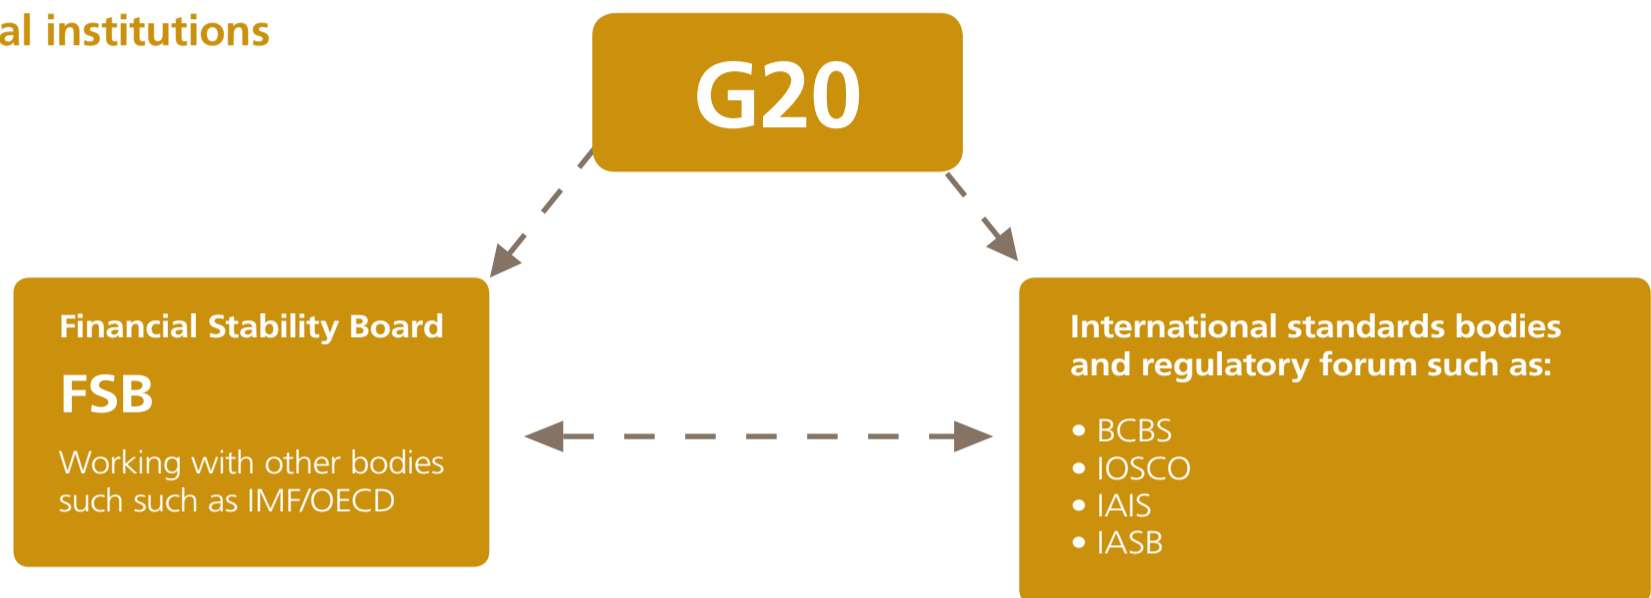 al institutions
G20
Financial Stability Board
FSB
Working with other bodies
such such as IMF/OECD
International standards bodies
and regulatory forum such as:
• BCBS
• IOSCO
• IAIS
• IASB